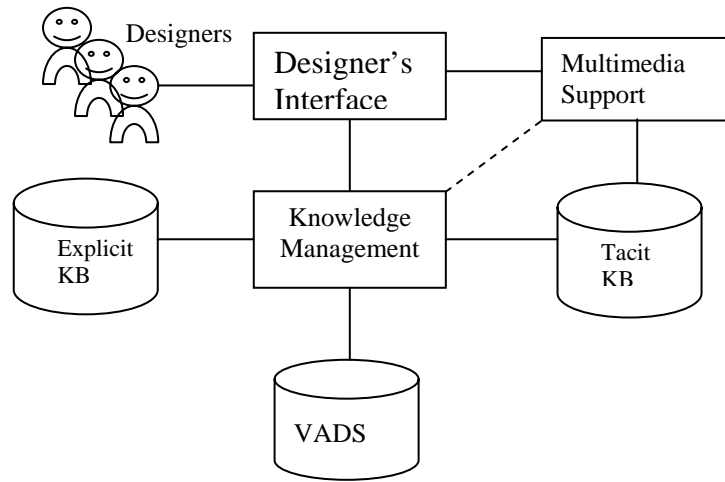 Designers
Designer’s
Interface
Multimedia
Support
Knowledge
Management
Explicit
KB
Tacit
KB
VADS